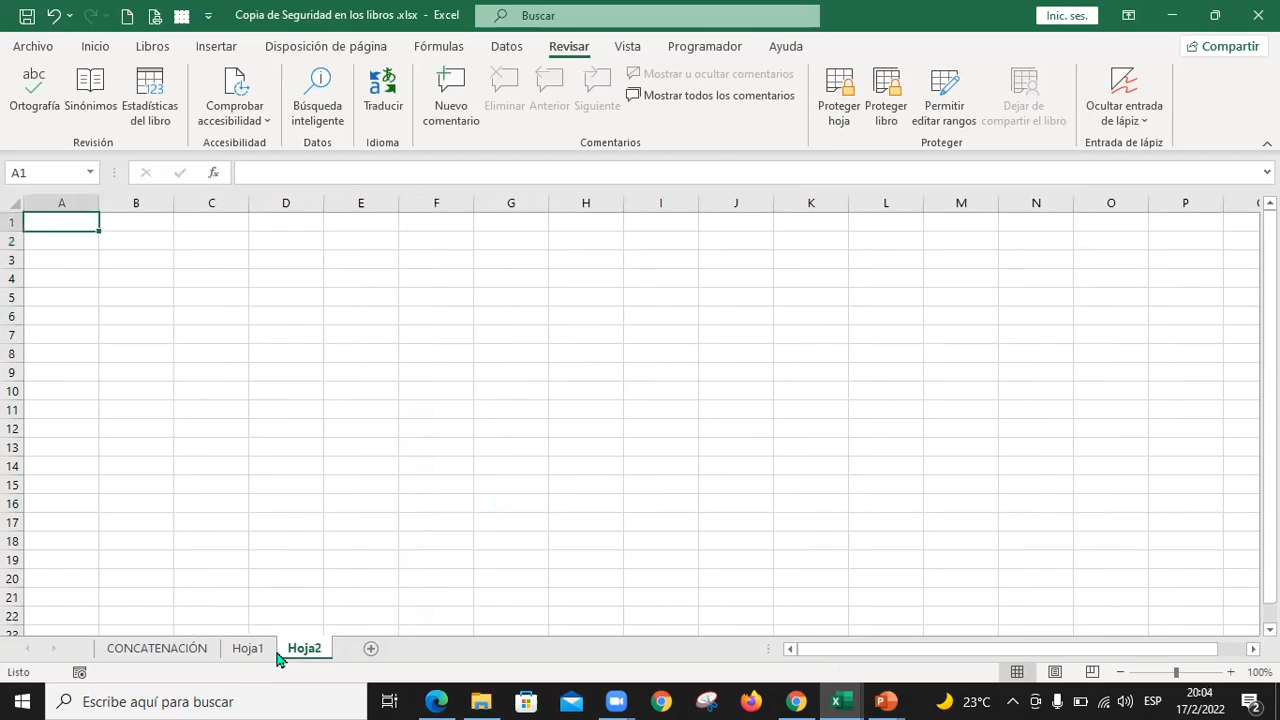 Copia de Seguridad en los libros .xlsx - Excel
Buscar
Inic. ses.
Archivo Inicio Libros Insertar Disposición de página Fórmulas Datos Revisar Vista Programador Ayuda
Compartir
abc
Ortografía
Sinónimos
123
Estadísticas del libro
Comprobar accesibilidad
Búsqueda inteligente
Traducir
Nuevo comentario
Eliminar
Anterior
Siguiente
Mostrar u ocultar comentarios
Mostrar todos los comentarios
Proteger hoja
Proteger libro
Permitir editar rangos
Dejar de compartir el libro
Ocultar entrada de lápiz
Revisión Accesibilidad Datos Idioma Comentarios Proteger Entrada de lápiz
A1
fx
A B C D E F G H I J K L M N O P
1
2
3
4
5
6
7
8
9
10
11
12
13
14
15
16
17
18
19
20
21
22
23
CONCATENACIÓN Hoja1 Hoja2
Listo
100%
Escribe aquí para buscar
23°C
ESP
20:04
17/2/2022
2